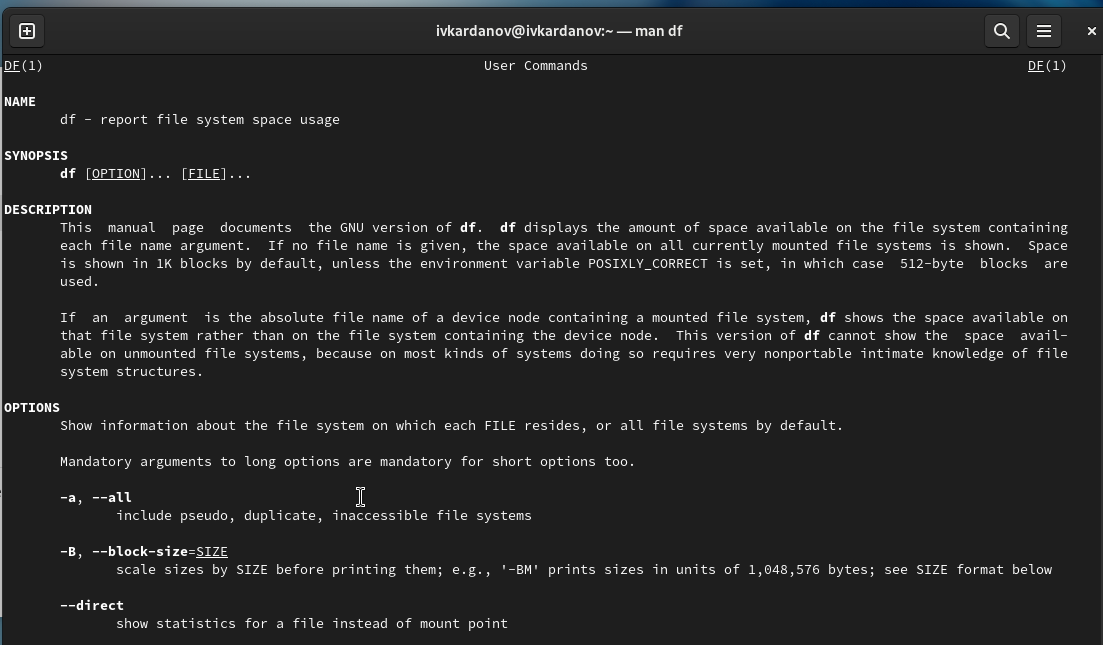 ivkardanov@ivkardanov:~ — man df
DF(1) User Commands DF(1)
NAME
df - report file system space usage
SYNOPSIS
df [OPTION]... [FILE]...
DESCRIPTION
This manual page documents the GNU version of df. df displays the amount of space available on the file system containing
each file name argument. If no file name is given, the space available on all currently mounted file systems is shown. Space
is shown in 1K blocks by default, unless the environment variable POSIXLY_CORRECT is set, in which case 512-byte blocks are
used.
If an argument is the absolute file name of a device node containing a mounted file system, df shows the space available on
that file system rather than on the file system containing the device node. This version of df cannot show the space avail-
able on unmounted file systems, because on most kinds of systems doing so requires very nonportable intimate knowledge of file
system structures.
OPTIONS
Show information about the file system on which each FILE resides, or all file systems by default.
Mandatory arguments to long options are mandatory for short options too.
-a, --all
include pseudo, duplicate, inaccessible file systems
-B, --block-size=SIZE
scale sizes by SIZE before printing them; e.g., '-BM' prints sizes in units of 1,048,576 bytes; see SIZE format below
--direct
show statistics for a file instead of mount point